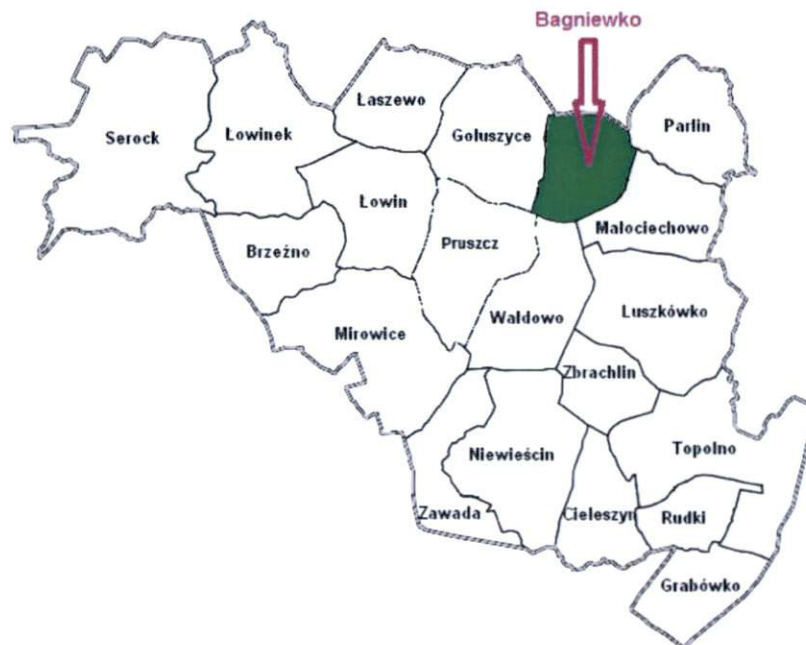 Bagniewko
Laszewo
Parlin
Serock
Łowinek
Gołuszyce
Łowin
Małociechowo
Brzeźno
Pruszcz
Luszkówko
Mirowice
Wałdowo
Zbrachlin
Niewieścin
Topolno
Zawada
Cieleszyn
Rudki
Grabówko